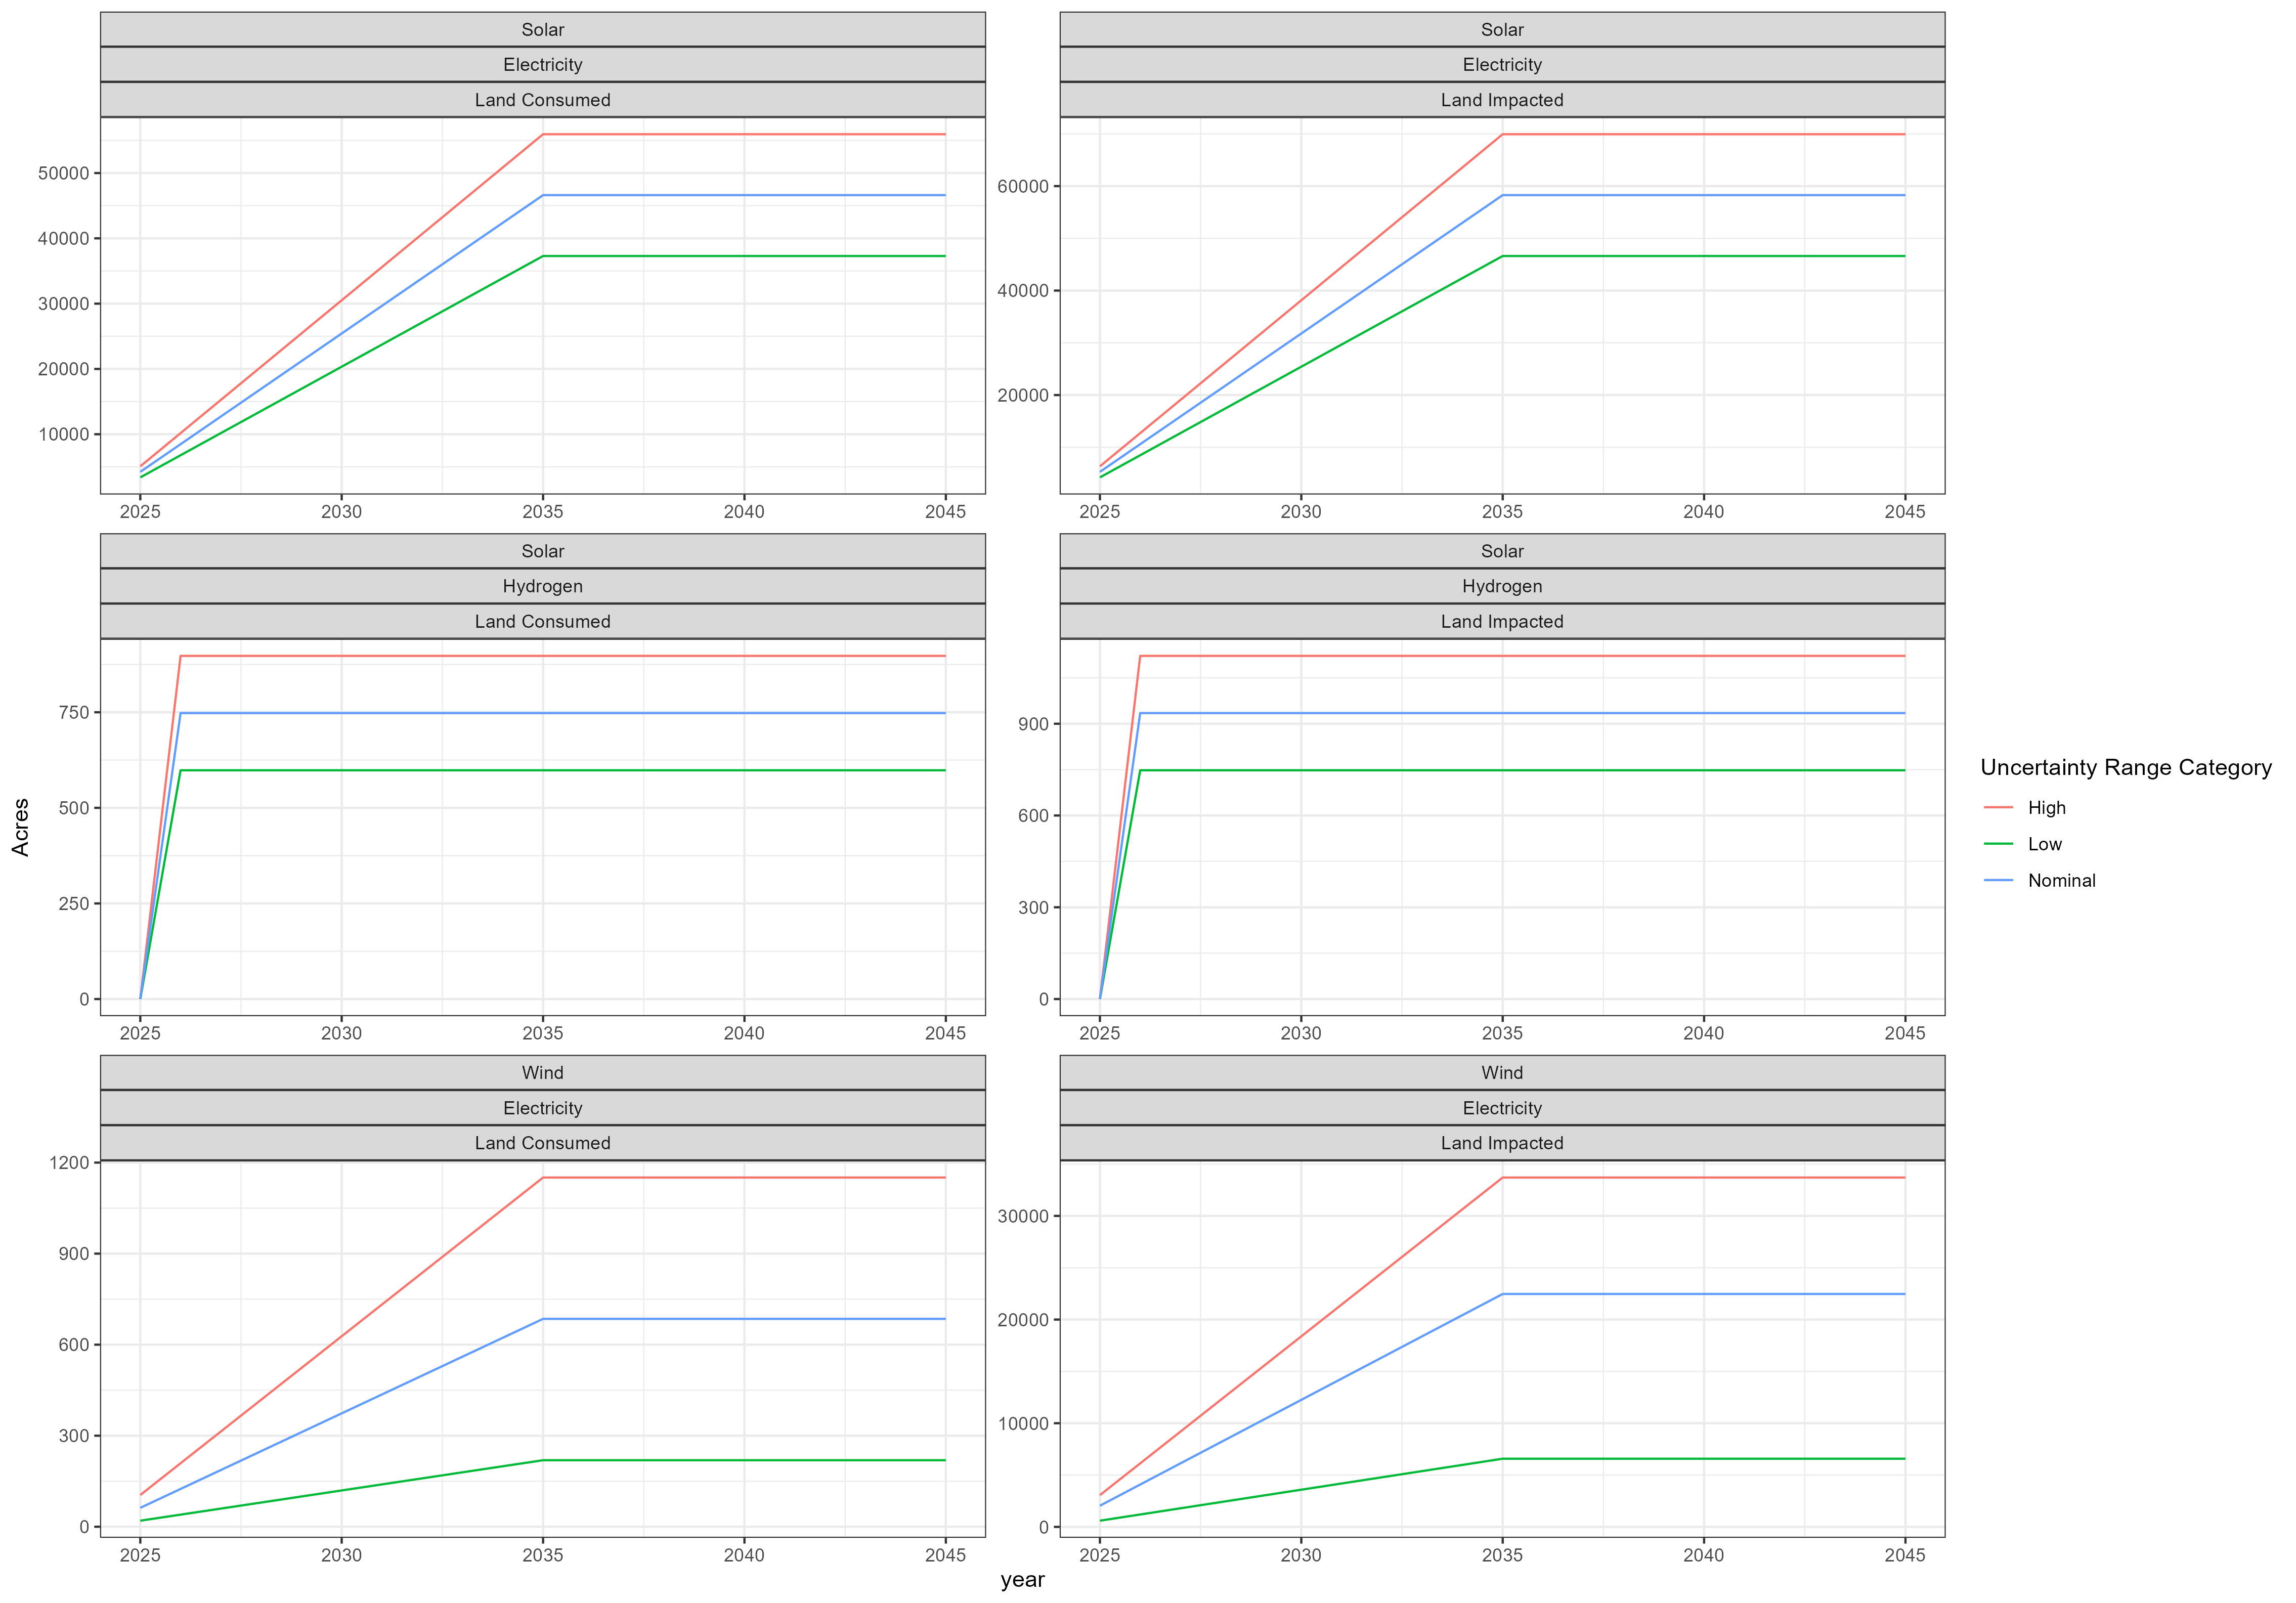 Solar
Electricity
Land Consumed
50000
40000
30000
20000
10000
2025 2030 2035 2040 2045
Solar
Electricity
Land Impacted
60000
40000
20000
2025 2030 2035 2040 2045
Solar
Hydrogen
Land Consumed
750
500
250
0
2025 2030 2035 2040 2045
Solar
Hydrogen
Land Impacted
900
600
300
0
2025 2030 2035 2040 2045
Wind
Electricity
Land Consumed
1200
900
600
300
0
2025 2030 2035 2040 2045
Wind
Electricity
Land Impacted
30000
20000
10000
0
2025 2030 2035 2040 2045
Acres
year
Uncertainty Range Category
High
Low
Nominal